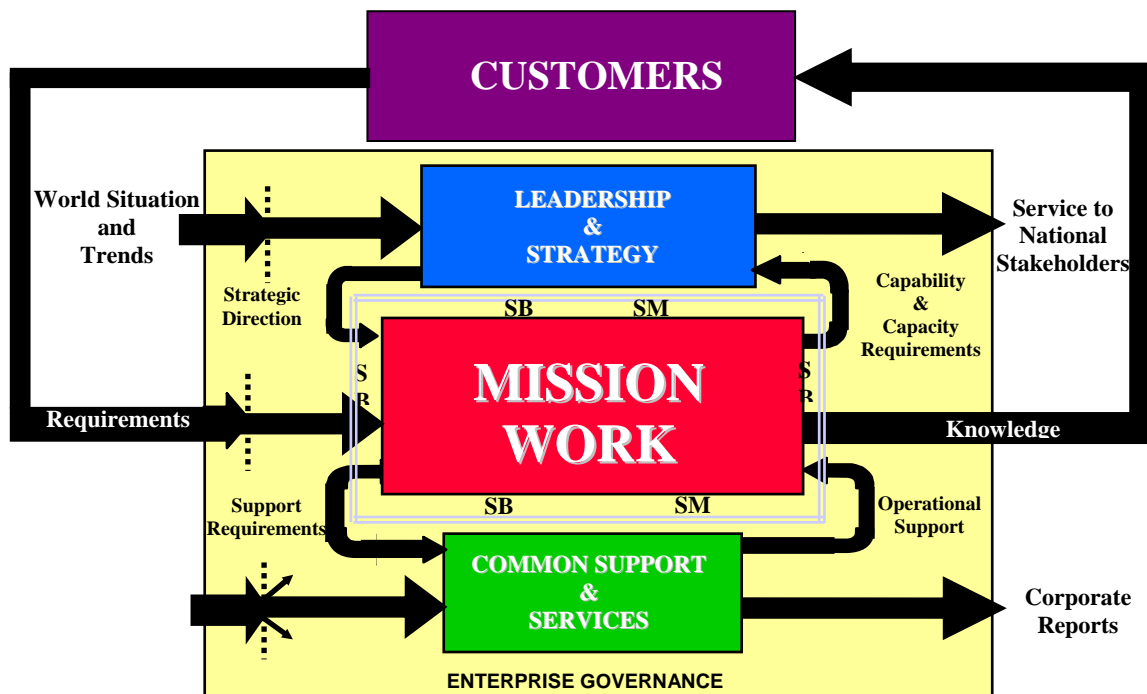 CUSTOMERS
World Situation
and
Trends
LEADERSHIP
&
STRATEGY
Service to
National
Stakeholders
Strategic
Direction
Capability
&
Capacity
Requirements
SB
SM
S
B
MISSION
WORK
S
B
Requirements
Knowledge
SB
SM
Support
Requirements
Operational
Support
COMMON SUPPORT
&
SERVICES
Corporate
Reports
ENTERPRISE GOVERNANCE